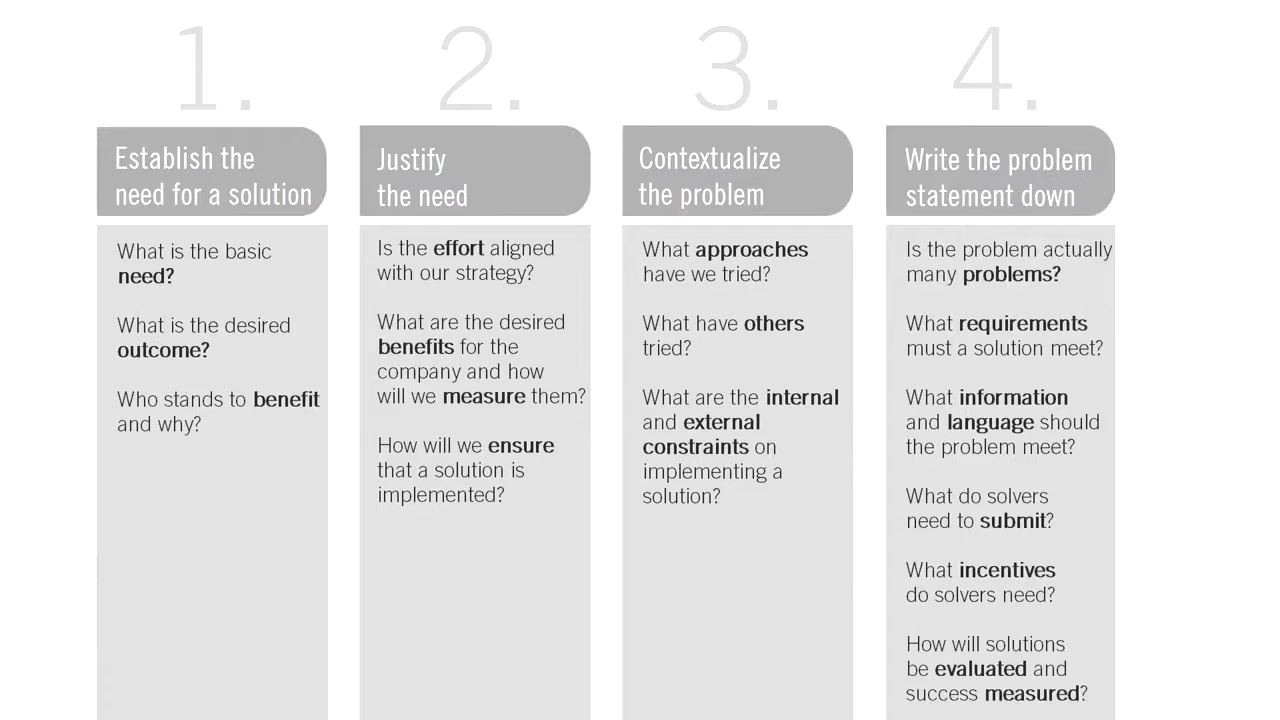 1.
Establish the
need for a solution
What is the basic
need?
What is the desired
outcome?
Who stands to benefit
and why?
2.
Justify
the need
Is the effort aligned
with our strategy?
What are the desired
benefits for the
company and how
will we measure them?
How will we ensure
that a solution is
implemented?
3.
Contextualize
the problem
What approaches
have we tried?
What have others
tried?
What are the internal
and external
constraints on
implementing a
solution?
4.
Write the problem
statement down
Is the problem actually
many problems?
What requirements
must a solution meet?
What information
and language should
the problem meet?
What do solvers
need to submit?
What incentives
do solvers need?
How will solutions
be evaluated and
success measured?